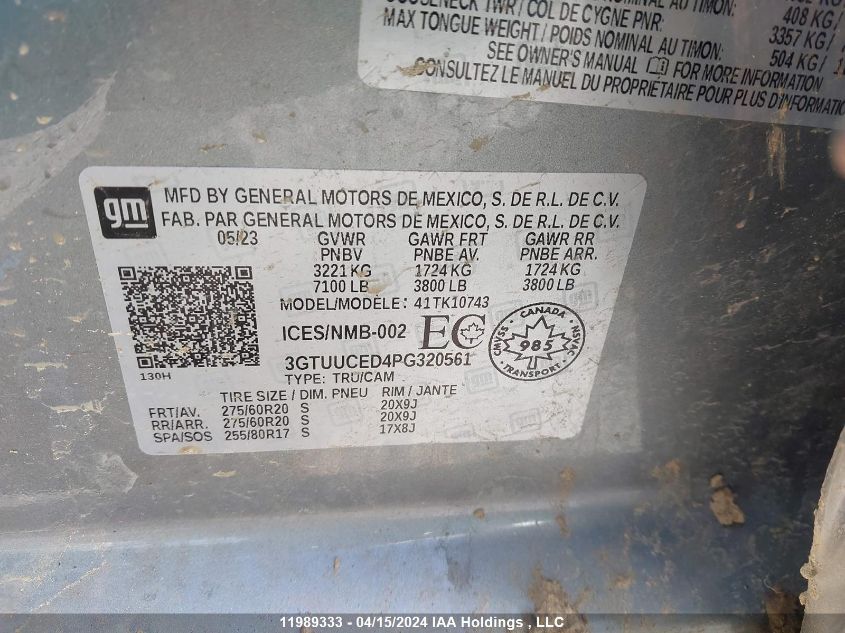 GOOSENECK TWR / COL DE CYGNE PNR:
MAX TONGUE WEIGHT / POIDS NOMINAL AU TIMON:
408 KG /
3357 KG /
504 KG /
SEE OWNER'S MANUAL FOR MORE INFORMATION
CONSULTEZ LE MANUEL DU PROPRIÉTAIRE POUR PLUS D'INFORMATIO
gm
MFD BY GENERAL MOTORS DE MEXICO, S. DE R.L. DE C.V.
FAB. PAR GENERAL MOTORS DE MEXICO, S. DE R.L. DE C.V.
05/23 GVWR GAWR FRT GAWR RR
PNBV PNBE AV. PNBE ARR.
3221 KG 1724 KG 1724 KG
7100 LB 3800 LB 3800 LB
MODEL/MODÈLE: 41TK10743
ICES/NMB-002 EC
CANADA
CMVSS 985 NSVAC
3GTUUCED4PG320561
130H
TYPE: TRU/CAM
TIRE SIZE / DIM. PNEU RIM / JANTE
FRT/AV. 275/60R20 S 20X9J
RR/ARR. 275/60R20 S 20X9J
SPA/SOS 255/80R17 S 17X8J
11989333 - 04/15/2024 IAA Holdings , LLC